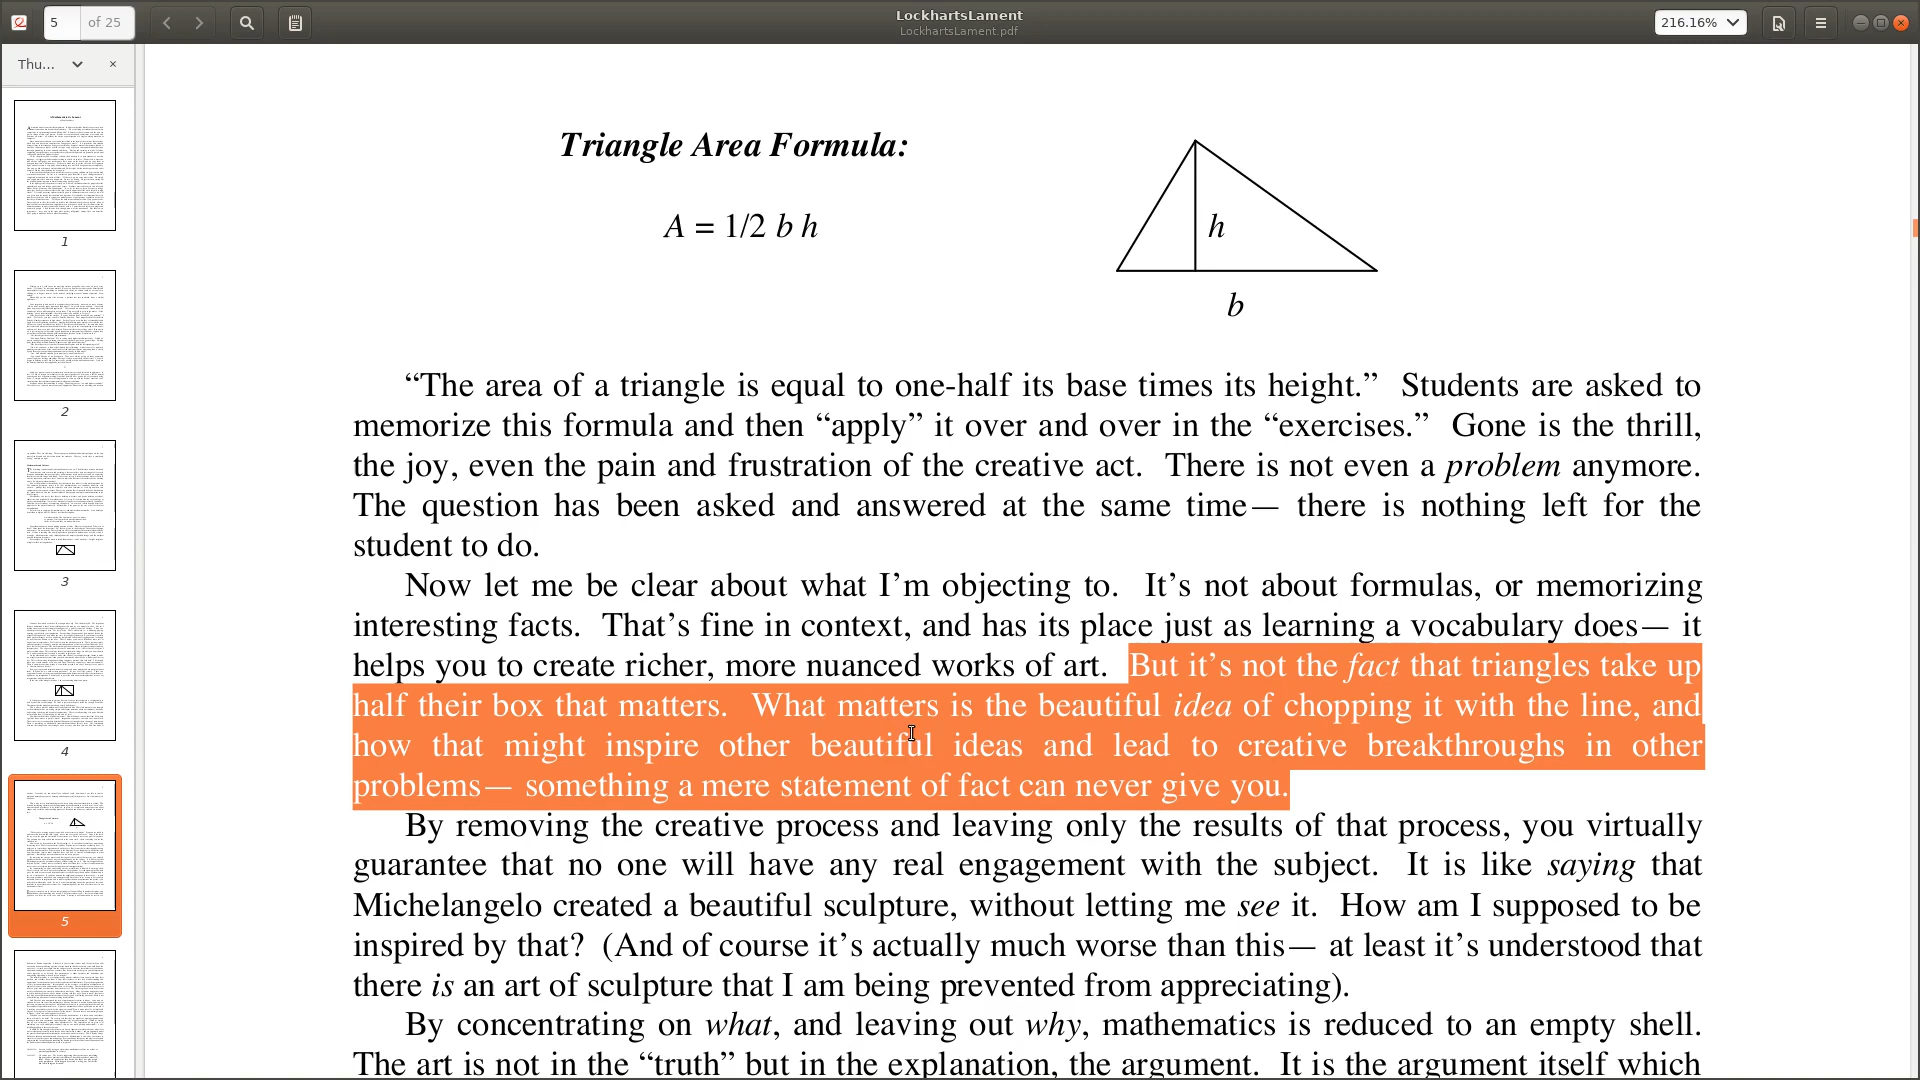 5 of 25
LockhartsLament
LockhartsLament.pdf
216.16%
Thu...
1
2
3
4
5
Triangle Area Formula:
A = 1/2 b h
h
b
“The area of a triangle is equal to one-half its base times its height.” Students are asked to
memorize this formula and then “apply” it over and over in the “exercises.” Gone is the thrill,
the joy, even the pain and frustration of the creative act. There is not even a problem anymore.
The question has been asked and answered at the same time— there is nothing left for the
student to do.
Now let me be clear about what I’m objecting to. It’s not about formulas, or memorizing
interesting facts. That’s fine in context, and has its place just as learning a vocabulary does— it
helps you to create richer, more nuanced works of art. But it’s not the fact that triangles take up
half their box that matters. What matters is the beautiful idea of chopping it with the line, and
how that might inspire other beautiful ideas and lead to creative breakthroughs in other
problems— something a mere statement of fact can never give you.
By removing the creative process and leaving only the results of that process, you virtually
guarantee that no one will have any real engagement with the subject. It is like saying that
Michelangelo created a beautiful sculpture, without letting me see it. How am I supposed to be
inspired by that? (And of course it’s actually much worse than this— at least it’s understood that
there is an art of sculpture that I am being prevented from appreciating).
By concentrating on what, and leaving out why, mathematics is reduced to an empty shell.
The art is not in the “truth” but in the explanation, the argument. It is the argument itself which